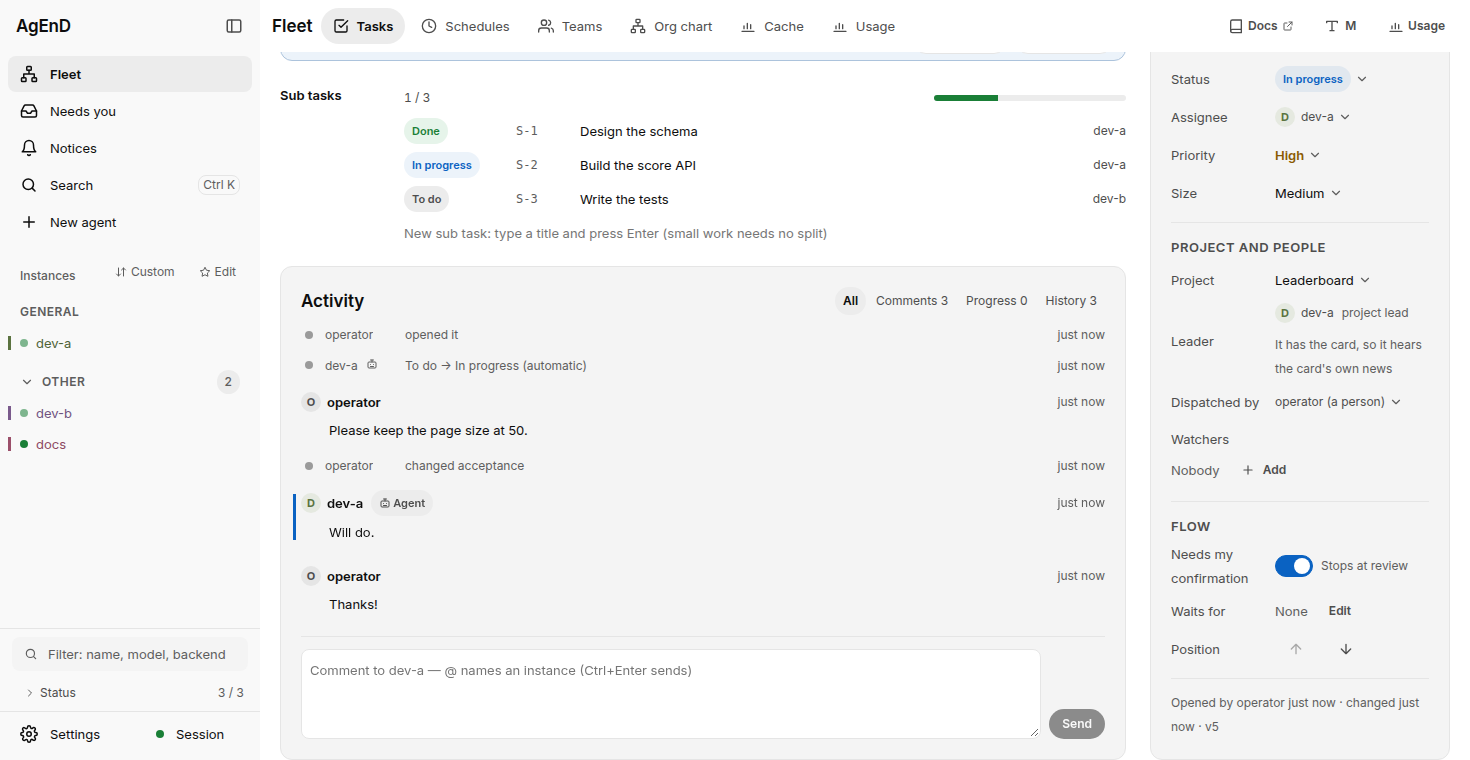 AgEnD
Fleet
Needs you
Notices
Search Ctrl K
New agent
Instances Custom Edit
GENERAL
dev-a
OTHER 2
dev-b
docs
Filter: name, model, backend
Status 3 / 3
Settings Session
Fleet Tasks Schedules Teams Org chart Cache Usage Docs M Usage
Sub tasks 1 / 3
Done S-1 Design the schema dev-a
In progress S-2 Build the score API dev-a
To do S-3 Write the tests dev-b
New sub task: type a title and press Enter (small work needs no split)
Activity All Comments 3 Progress 0 History 3
operator opened it just now
dev-a To do → In progress (automatic) just now
O operator just now
Please keep the page size at 50.
operator changed acceptance just now
D dev-a Agent just now
Will do.
O operator just now
Thanks!
Comment to dev-a — @ names an instance (Ctrl+Enter sends)
Send
Status In progress
Assignee D dev-a
Priority High
Size Medium
PROJECT AND PEOPLE
Project Leaderboard
D dev-a project lead
Leader It has the card, so it hears
the card's own news
Dispatched by operator (a person)
Watchers
Nobody Add
FLOW
Needs my
confirmation Stops at review
Waits for None Edit
Position
Opened by operator just now · changed just
now · v5